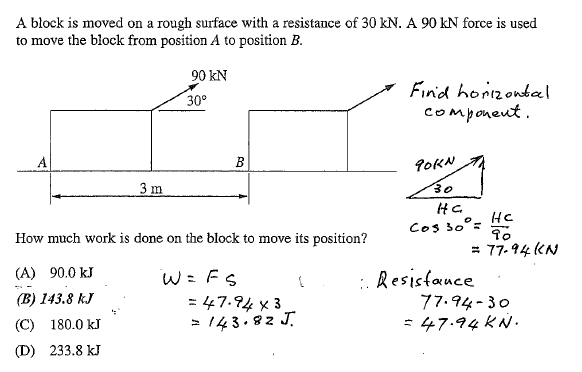 A block is moved on a rough surface with a resistance of 30 kN. A 90 kN force is used
to move the block from position A to position B.
90 kN
30°
A
B
3 m
Find horizontal
component.
90KN
30
HC
Cos 30° = HC
90
= 77.94 KN
How much work is done on the block to move its position?
(A) 90.0 kJ
(B) 143.8 kJ
(C) 180.0 kJ
(D) 233.8 kJ
W = F S
= 47.94 x 3
= 143.82 J.
∴ Resistance
77.94-30
= 47.94 KN.